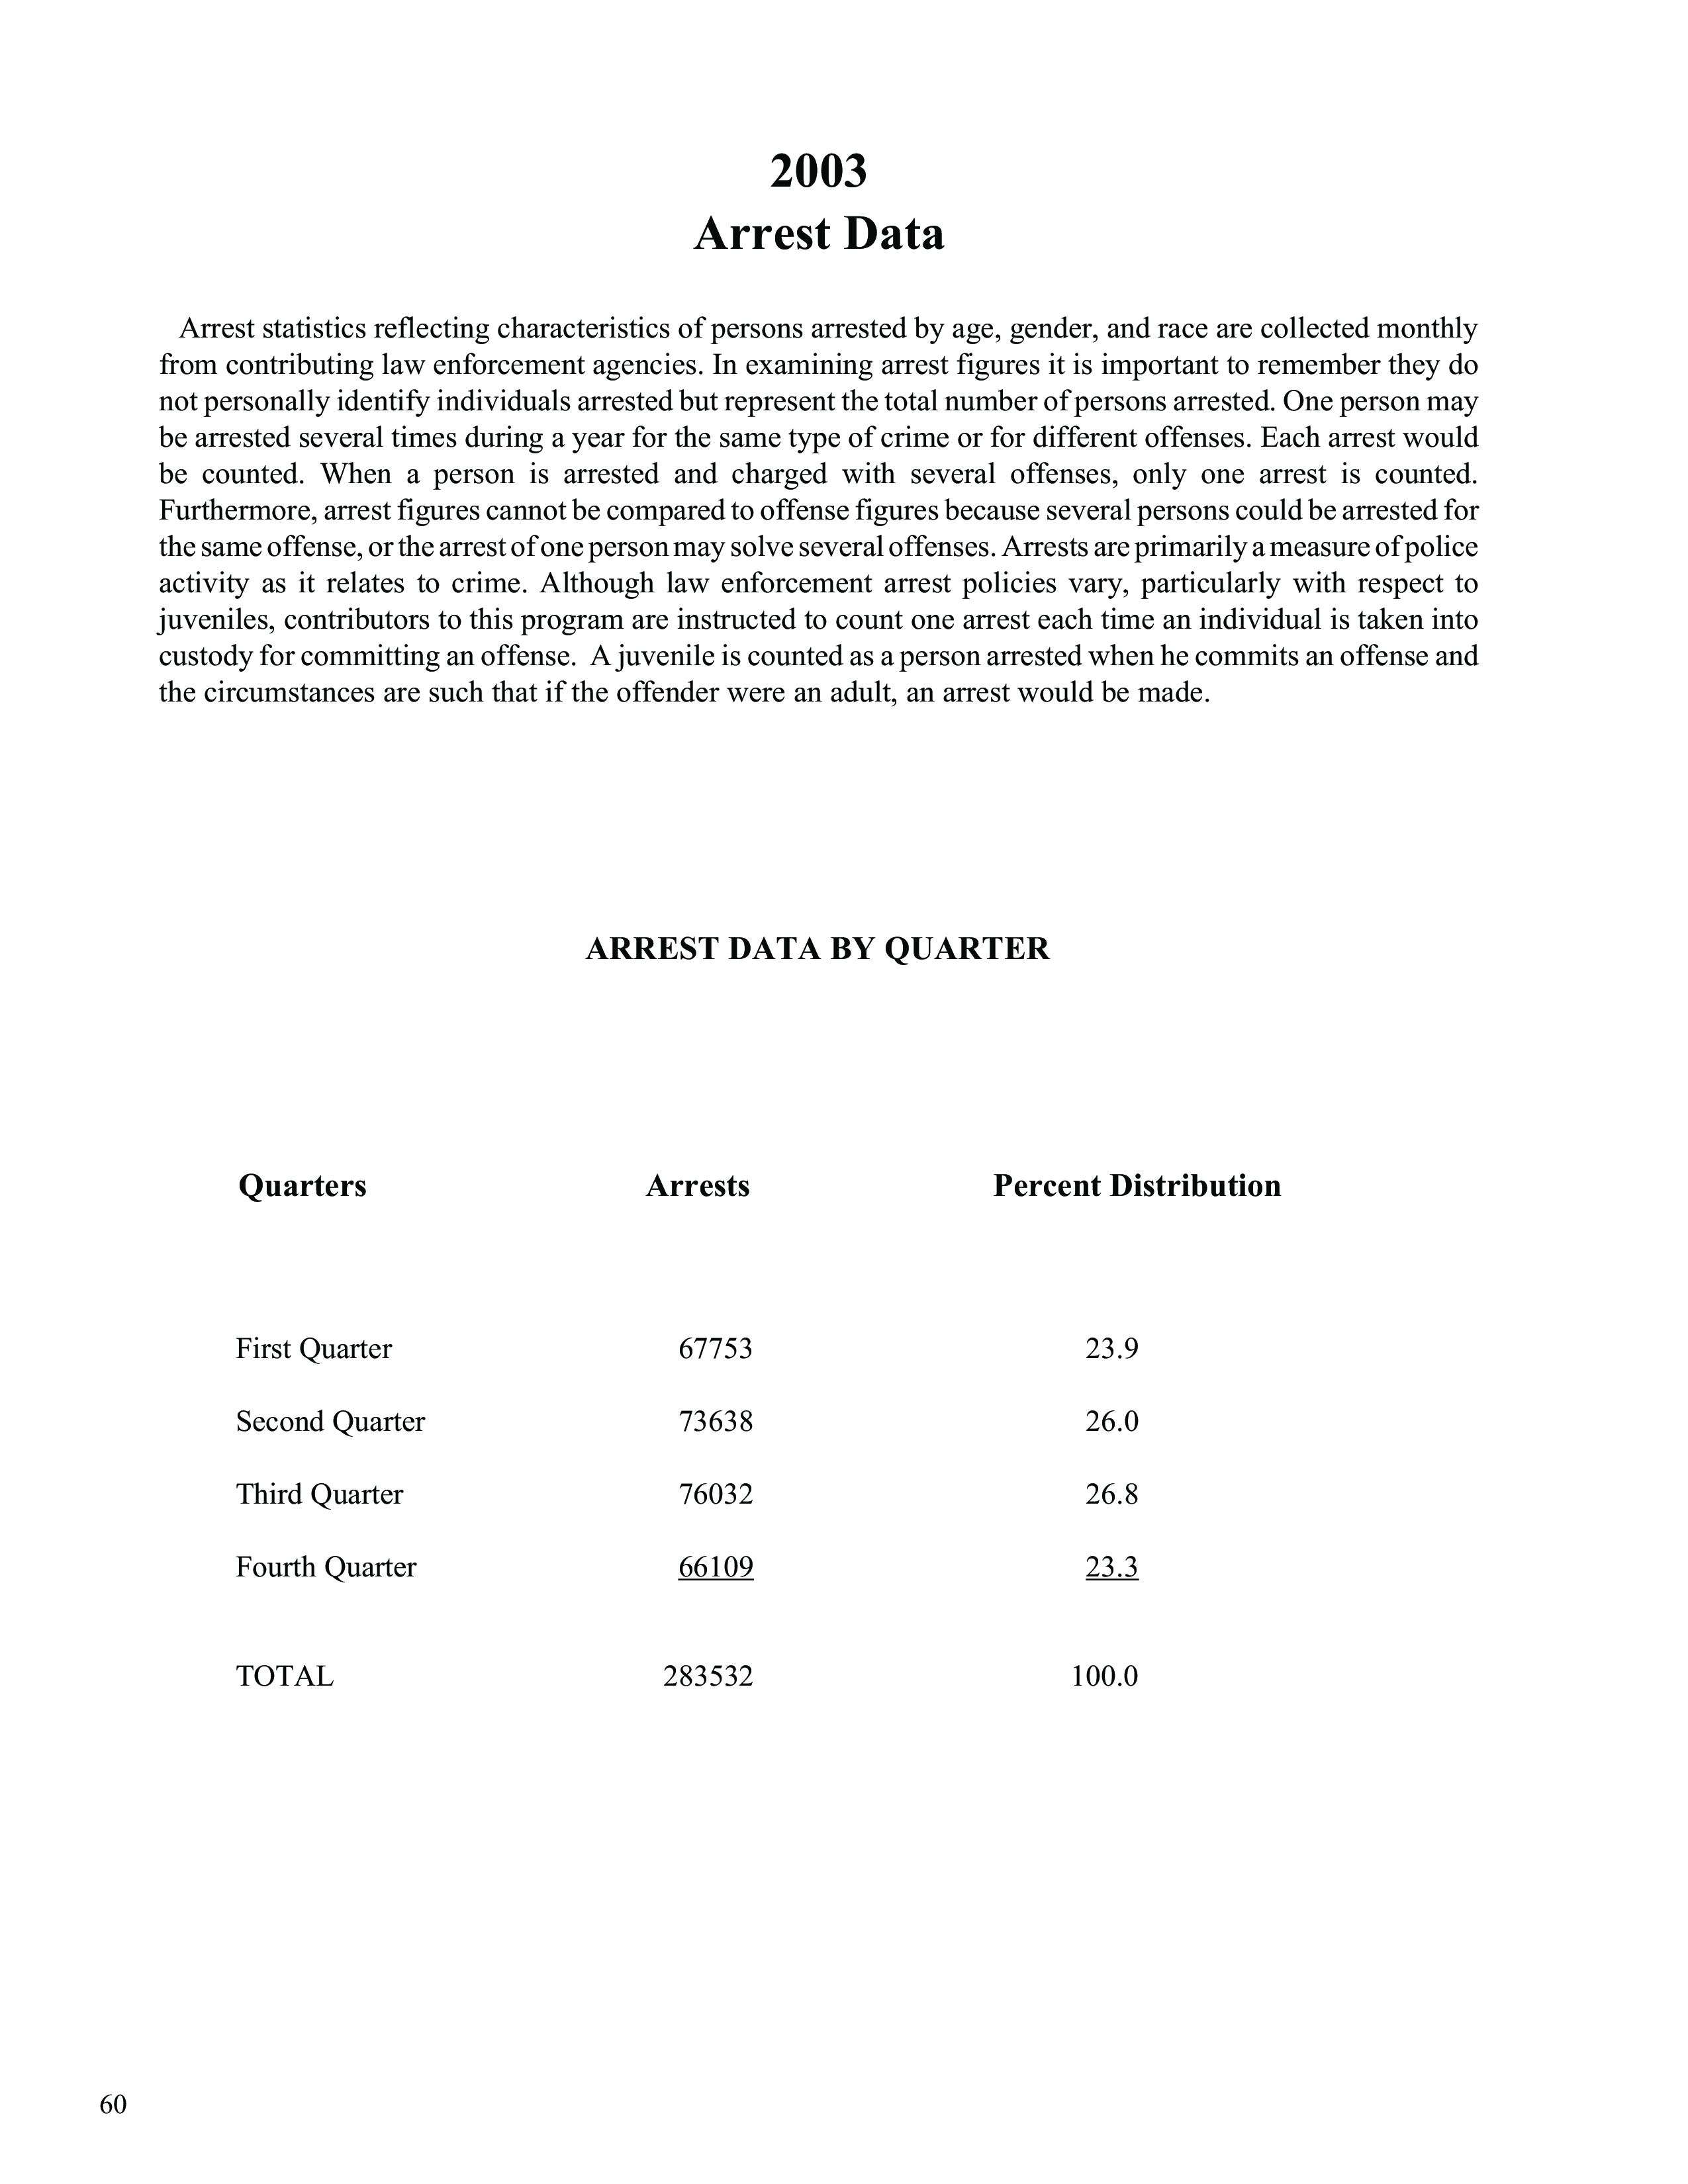 2003
Arrest Data
Arrest statistics reflecting characteristics of persons arrested by age, gender, and race are collected monthly
from contributing law enforcement agencies. In examining arrest figures it is important to remember they do
not personally identify individuals arrested but represent the total number of persons arrested. One person may
be arrested several times during a year for the same type of crime or for different offenses. Each arrest would
be counted. When a person is arrested and charged with several offenses, only one arrest is counted.
Furthermore, arrest figures cannot be compared to offense figures because several persons could be arrested for
the same offense, or the arrest of one person may solve several offenses. Arrests are primarily a measure of police
activity as it relates to crime. Although law enforcement arrest policies vary, particularly with respect to
juveniles, contributors to this program are instructed to count one arrest each time an individual is taken into
custody for committing an offense. A juvenile is counted as a person arrested when he commits an offense and
the circumstances are such that if the offender were an adult, an arrest would be made.
ARREST DATA BY QUARTER
Quarters Arrests Percent Distribution
First Quarter 67753 23.9
Second Quarter 73638 26.0
Third Quarter 76032 26.8
Fourth Quarter 66109 23.3
TOTAL 283532 100.0
60